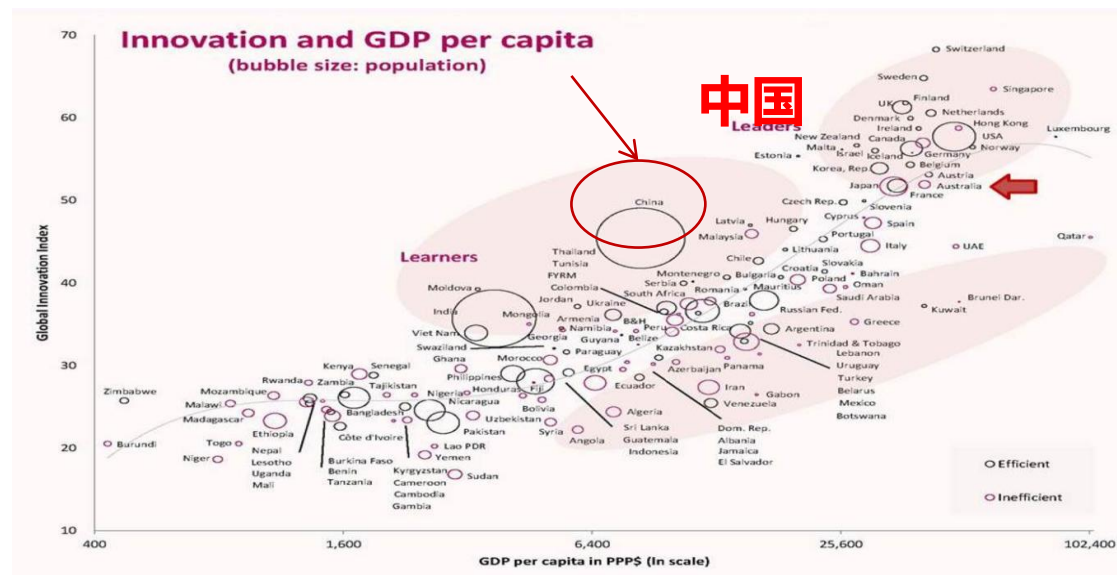 Innovation and GDP per capita
(bubble size: population)
中国
Leaders
Learners
Global Innovation Index
70
60
50
40
30
20
10
400
1,600
6,400
25,600
102,400
GDP per capita in PPP$ (ln scale)
Switzerland
Sweden
Singapore
UK
Finland
Netherlands
Denmark
Ireland
Hong Kong
Luxembourg
New Zealand
Canada
USA
Malta
Israel
Iceland
Germany
Norway
Estonia
Korea, Rep.
Belgium
Austria
Japan
Australia
France
China
Czech Rep.
Slovenia
Latvia
Hungary
Cyprus
Spain
Malaysia
Portugal
Qatar
Lithuania
Italy
UAE
Thailand
Tunisia
FYRM
Colombia
Chile
Slovakia
Croatia
Bahrain
Montenegro
Bulgaria
Serbia
Poland
Oman
Moldova
South Africa
Romania
Mauritius
Saudi Arabia
Brunei Dar.
Jordan
Ukraine
Brazil
Kuwait
India
Mongolia
Armenia
B&H
Russian Fed.
Greece
Viet Nam
Namibia
Peru
Costa Rica
Argentina
Georgia
Guyana
Belize
Swaziland
Paraguay
Kazakhstan
Trinidad & Tobago
Ghana
Morocco
Lebanon
Uruguay
Turkey
Belarus
Mexico
Botswana
Kenya
Senegal
Egypt
Azerbaijan
Panama
Rwanda
Zambia
Philippines
Fiji
Ecuador
Iran
Gabon
Zimbabwe
Mozambique
Tajikistan
Nigeria
Honduras
Venezuela
Malawi
Nicaragua
Bolivia
Madagascar
Bangladesh
Uzbekistan
Algeria
Sri Lanka
Guatemala
Indonesia
Dom. Rep.
Albania
Jamaica
El Salvador
Ethiopia
Côte d'Ivoire
Pakistan
Syria
Angola
Burundi
Togo
Nepal
Lesotho
Uganda
Mali
Lao PDR
Niger
Burkina Faso
Benin
Tanzania
Yemen
Kyrgyzstan
Cameroon
Cambodia
Gambia
Sudan
Efficient
Inefficient